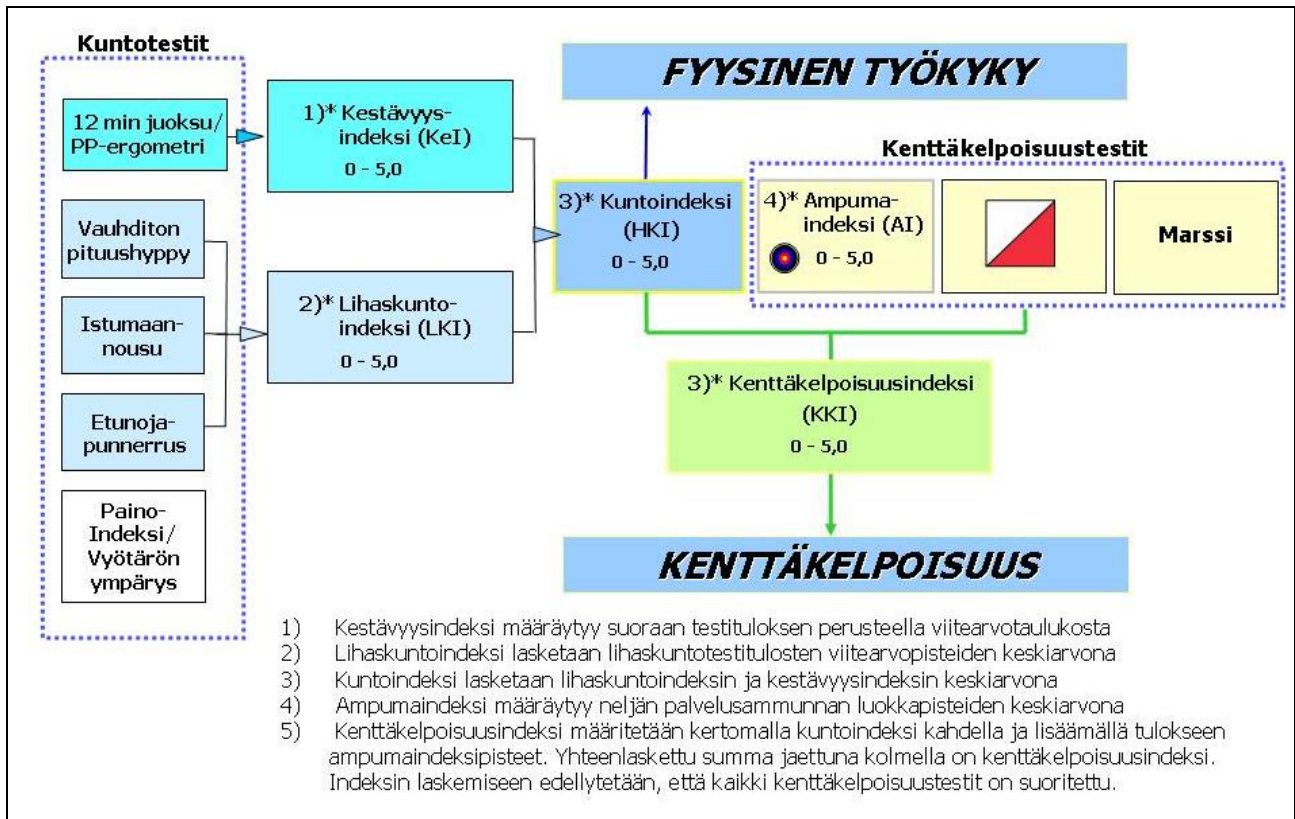 Kuntotestit
12 min juoksu/
PP-ergometri
Vauhditon
pituushyppy
Istumaan-
nousu
Etunoja-
punnerrus
Paino-
Indeksi/
Vyötärön
ympärys
1)* Kestävyys-
indeksi (KeI)
0 – 5,0
2)* Lihaskunto-
indeksi (LKI)
0 – 5,0
FYYSINEN TYÖKYKY
3)* Kuntoindeksi
(HKI)
0 – 5,0
Kenttäkelpoisuustestit
4)* Ampuma-
indeksi (AI)
0 – 5,0
Marssi
3)* Kenttäkelpoisuusindeksi
(KKI)
0 – 5,0
KENTTÄKELPOISUUS
1) Kestävyysindeksi määräytyy suoraan testituloksen perusteella viitearvotaulukosta
2) Lihaskuntoindeksi lasketaan lihaskuntotestitulosten viitearvopisteiden keskiarvona
3) Kuntoindeksi lasketaan lihaskuntoindeksin ja kestävyysindeksin keskiarvona
4) Ampumaindeksi määräytyy neljän palvelusammunnan luokkapisteiden keskiarvona
5) Kenttäkelpoisuusindeksi määritetään kertomalla kuntoindeksi kahdella ja lisäämällä tulokseen
ampumaindeksipisteet. Yhteenlaskettu summa jaettuna kolmella on kenttäkelpoisuusindeksi.
Indeksin laskemiseen edellytetään, että kaikki kenttäkelpoisuustestit on suoritettu.